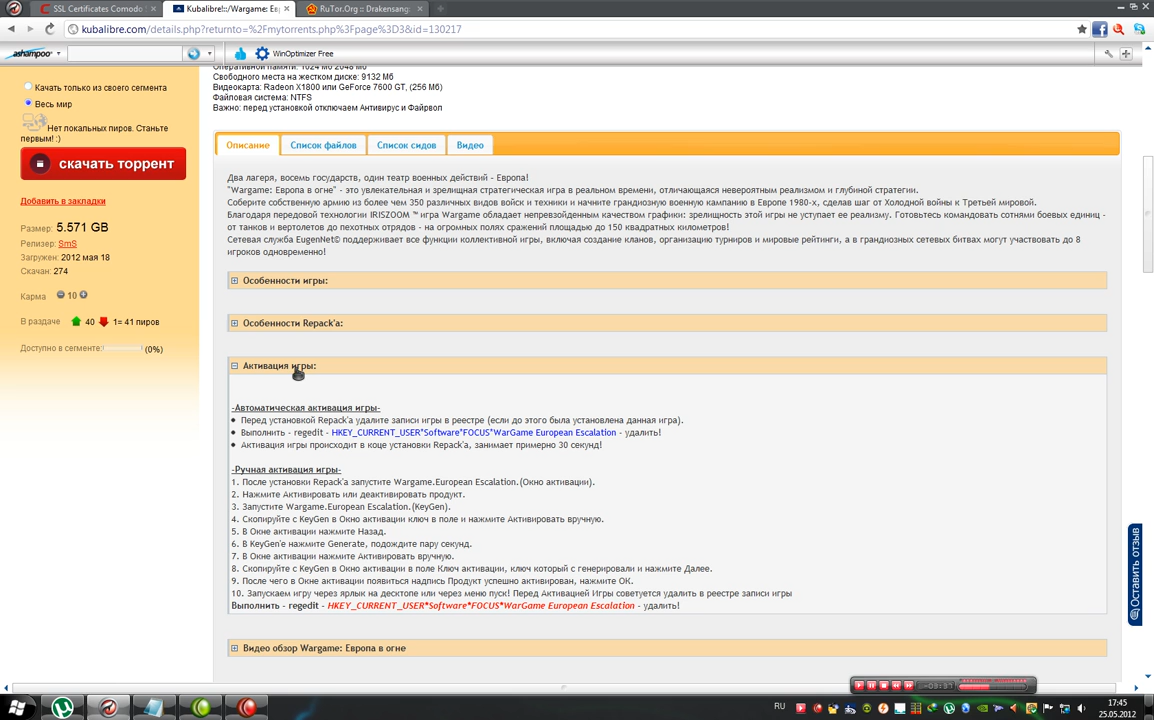 SSL Certificates Comodo
Kubalibre!::/Wargame: Ев
RuTor.Org :: Drakensang
kubalibre.com/details.php?returnto=%2Fmytorrents.php%3Fpage%3D3&id=130217
ashampoo
WinOptimizer Free
Оперативной памяти: 1024 Мб 2048 Мб
Свободного места на жестком диске: 9132 Мб
Видеокарта: Radeon X1800 или GeForce 7600 GT, (256 Мб)
Файловая система: NTFS
Важно: перед установкой отключаем Антивирус и Файрвол
Качать только из своего сегмента
Весь мир
Нет локальных пиров. Станьте
первым! ;)
скачать торрент
Добавить в закладки
Размер: 5.571 GB
Релизер: SmS
Загружен: 2012 мая 18
Скачан: 274
Карма 10
В раздаче 40 1= 41 пиров
Доступно в сегменте: (0%)
Описание
Список файлов
Список сидов
Видео
Два лагеря, восемь государств, один театр военных действий - Европа!
"Wargame: Европа в огне" - это увлекательная и зрелищная стратегическая игра в реальном времени, отличающаяся невероятным реализмом и глубиной стратегии.
Соберите собственную армию из более чем 350 различных видов войск и техники и начните грандиозную военную кампанию в Европе 1980-х, сделав шаг от Холодной войны к Третьей мировой.
Благодаря передовой технологии IRISZOOM ™ игра Wargame обладает непревзойденным качеством графики: зрелищность этой игры не уступает ее реализму. Готовьтесь командовать сотнями боевых единиц -
от танков и вертолетов до пехотных отрядов - на огромных полях сражений площадью до 150 квадратных километров!
Сетевая служба EugenNet© поддерживает все функции коллективной игры, включая создание кланов, организацию турниров и мировые рейтинги, а в грандиозных сетевых битвах могут участвовать до 8
игроков одновременно!
Особенности игры:
Особенности Repack'a:
Активация игры:
-Автоматическая активация игры-
Перед установкой Repack'a удалите записи игры в реестре (если до этого была установлена данная игра).
Выполнить - regedit - HKEY_CURRENT_USER*Software*FOCUS*WarGame European Escalation - удалить!
Активация игры происходит в коце установки Repack'a, занимает примерно 30 секунд!
-Ручная активация игры-
1. После установки Repack'a запустите Wargame.European Escalation.(Окно активации).
2. Нажмите Активировать или деактивировать продукт.
3. Запустите Wargame.European Escalation.(KeyGen).
4. Скопируйте с KeyGen в Окно активации ключ в поле и нажмите Активировать вручную.
5. В Окне активации нажмите Назад.
6. В KeyGen'e нажмите Generate, подождите пару секунд.
7. В Окне активации нажмите Активировать вручную.
8. Скопируйте с KeyGen в Окно активации в поле Ключ активации, ключ который с генерировали и нажмите Далее.
9. После чего в Окне активации появиться надпись Продукт успешно активирован, нажмите ОК.
10. Запускаем игру через ярлык на десктопе или через меню пуск! Перед Активацией Игры советуется удалить в реестре записи игры
Выполнить - regedit - HKEY_CURRENT_USER*Software*FOCUS*WarGame European Escalation - удалить!
Видео обзор Wargame: Европа в огне
Оставить отзыв
RU
17:45
25.05.2012